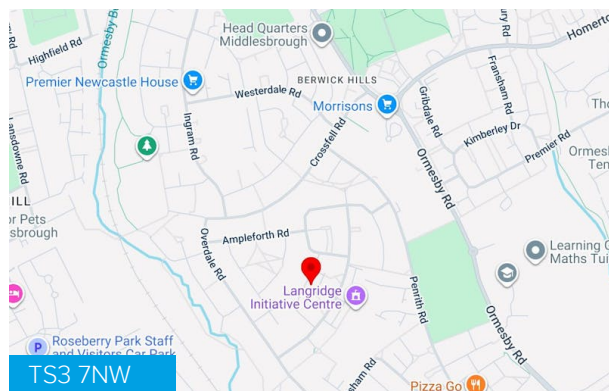 Head Quarters
Middlesbrough
Ormesby
Highfield Rd
Homerto
BERWICK HILLS
Premier Newcastle House
Westerdale Rd
Morrisons
Gribdale Rd
Fransham Rd
Ingram Rd
Crossfell Rd
Kimberley Dr
Premier Rd
Ormesby Rd
Overdale Rd
Ampleforth Rd
Learning C
Maths Tui
Langridge
Initiative Centre
Penrith Rd
Ormesby Rd
Roseberry Park Staff
and Visitors Car Park
TS3 7NW
Pizza Go